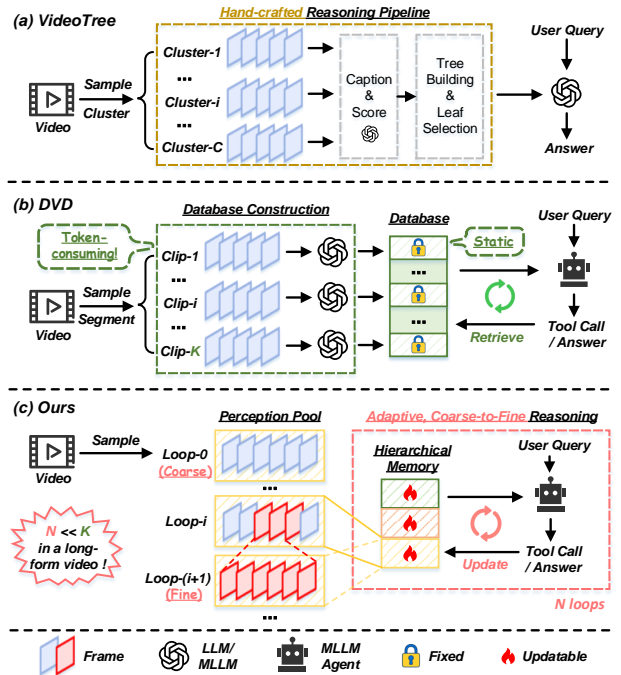 (a) VideoTree
Hand-crafted Reasoning Pipeline
Video
Sample
Cluster
Cluster-1
...
Cluster-i
...
Cluster-C
Caption
&
Score
Tree
Building
&
Leaf
Selection
User Query
Answer
(b) DVD
Database Construction
Database
Token-
consuming!
Static
Video
Sample
Segment
Clip-1
...
Clip-i
...
Clip-K
...
...
User Query
Retrieve
Tool Call
/ Answer
(c) Ours
Perception Pool
Adaptive, Coarse-to-Fine Reasoning
Video
Sample
Loop-0
(Coarse)
...
Loop-i
Loop-(i+1)
(Fine)
...
N << K
in a long-
form video !
Hierarchical
Memory
User Query
Update
Tool Call
/ Answer
N loops
Frame
LLM/
MLLM
MLLM
Agent
Fixed
Updatable